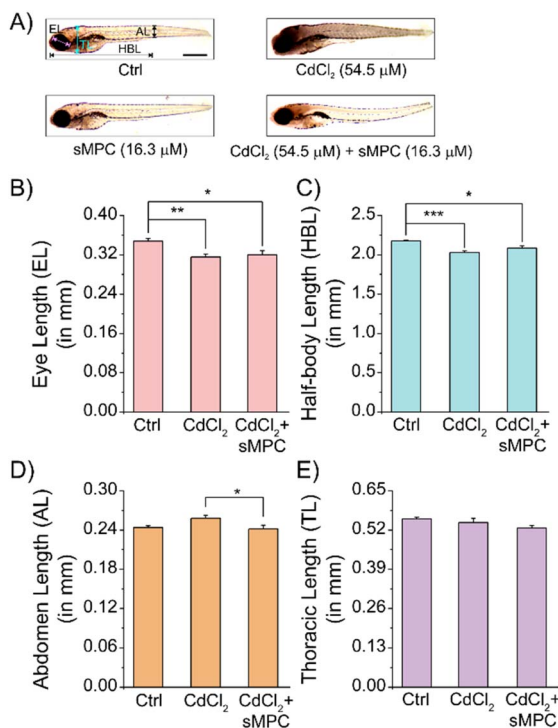 A)
EL
TL
AL
HBL
Ctrl
CdCl₂ (54.5 μM)
sMPC (16.3 μM)
CdCl₂ (54.5 μM) + sMPC (16.3 μM)
B)
Eye Length (EL)
(in mm)
0.40
0.32
0.24
0.16
0.08
0.00
*
**
Ctrl
CdCl₂
CdCl₂+
sMPC
C)
Half-body Length (HBL)
(in mm)
2.5
2.0
1.5
1.0
0.5
0.0
*
***
Ctrl
CdCl₂
CdCl₂+
sMPC
D)
Abdomen Length (AL)
(in mm)
0.30
0.24
0.18
0.12
0.06
0.00
*
Ctrl
CdCl₂
CdCl₂+
sMPC
E)
Thoracic Length (TL)
(in mm)
0.65
0.52
0.39
0.26
0.13
0.00
Ctrl
CdCl₂
CdCl₂+
sMPC